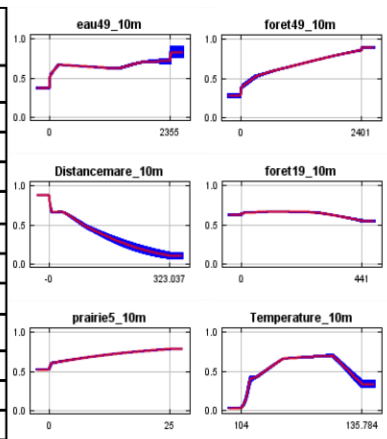 eau49_10m foret49_10m
1.0 1.0
0.5 0.5
0.0 0.0
0 2355 0 2401
Distancemare_10m foret19_10m
1.0 1.0
0.5 0.5
0.0 0.0
-0 323.037 0 441
prairie5_10m Temperature_10m
1.0 1.0
0.5 0.5
0.0 0.0
0 25 104 135.784